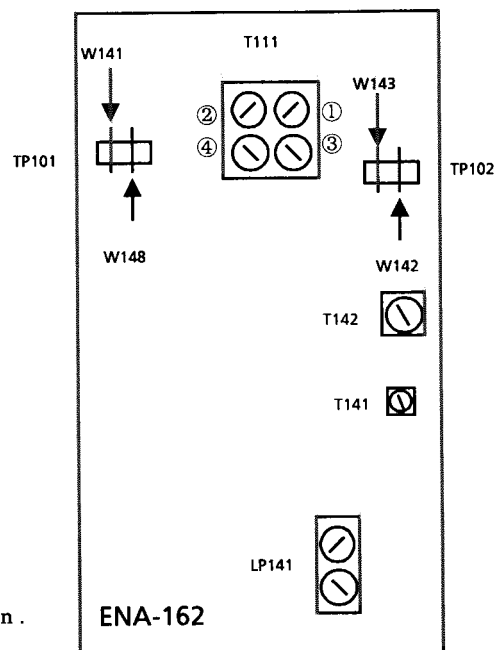 T111
W141
W143
② ①
④ ③
TP101
TP102
W148
W142
T142
T141
LP141
n.
ENA-162